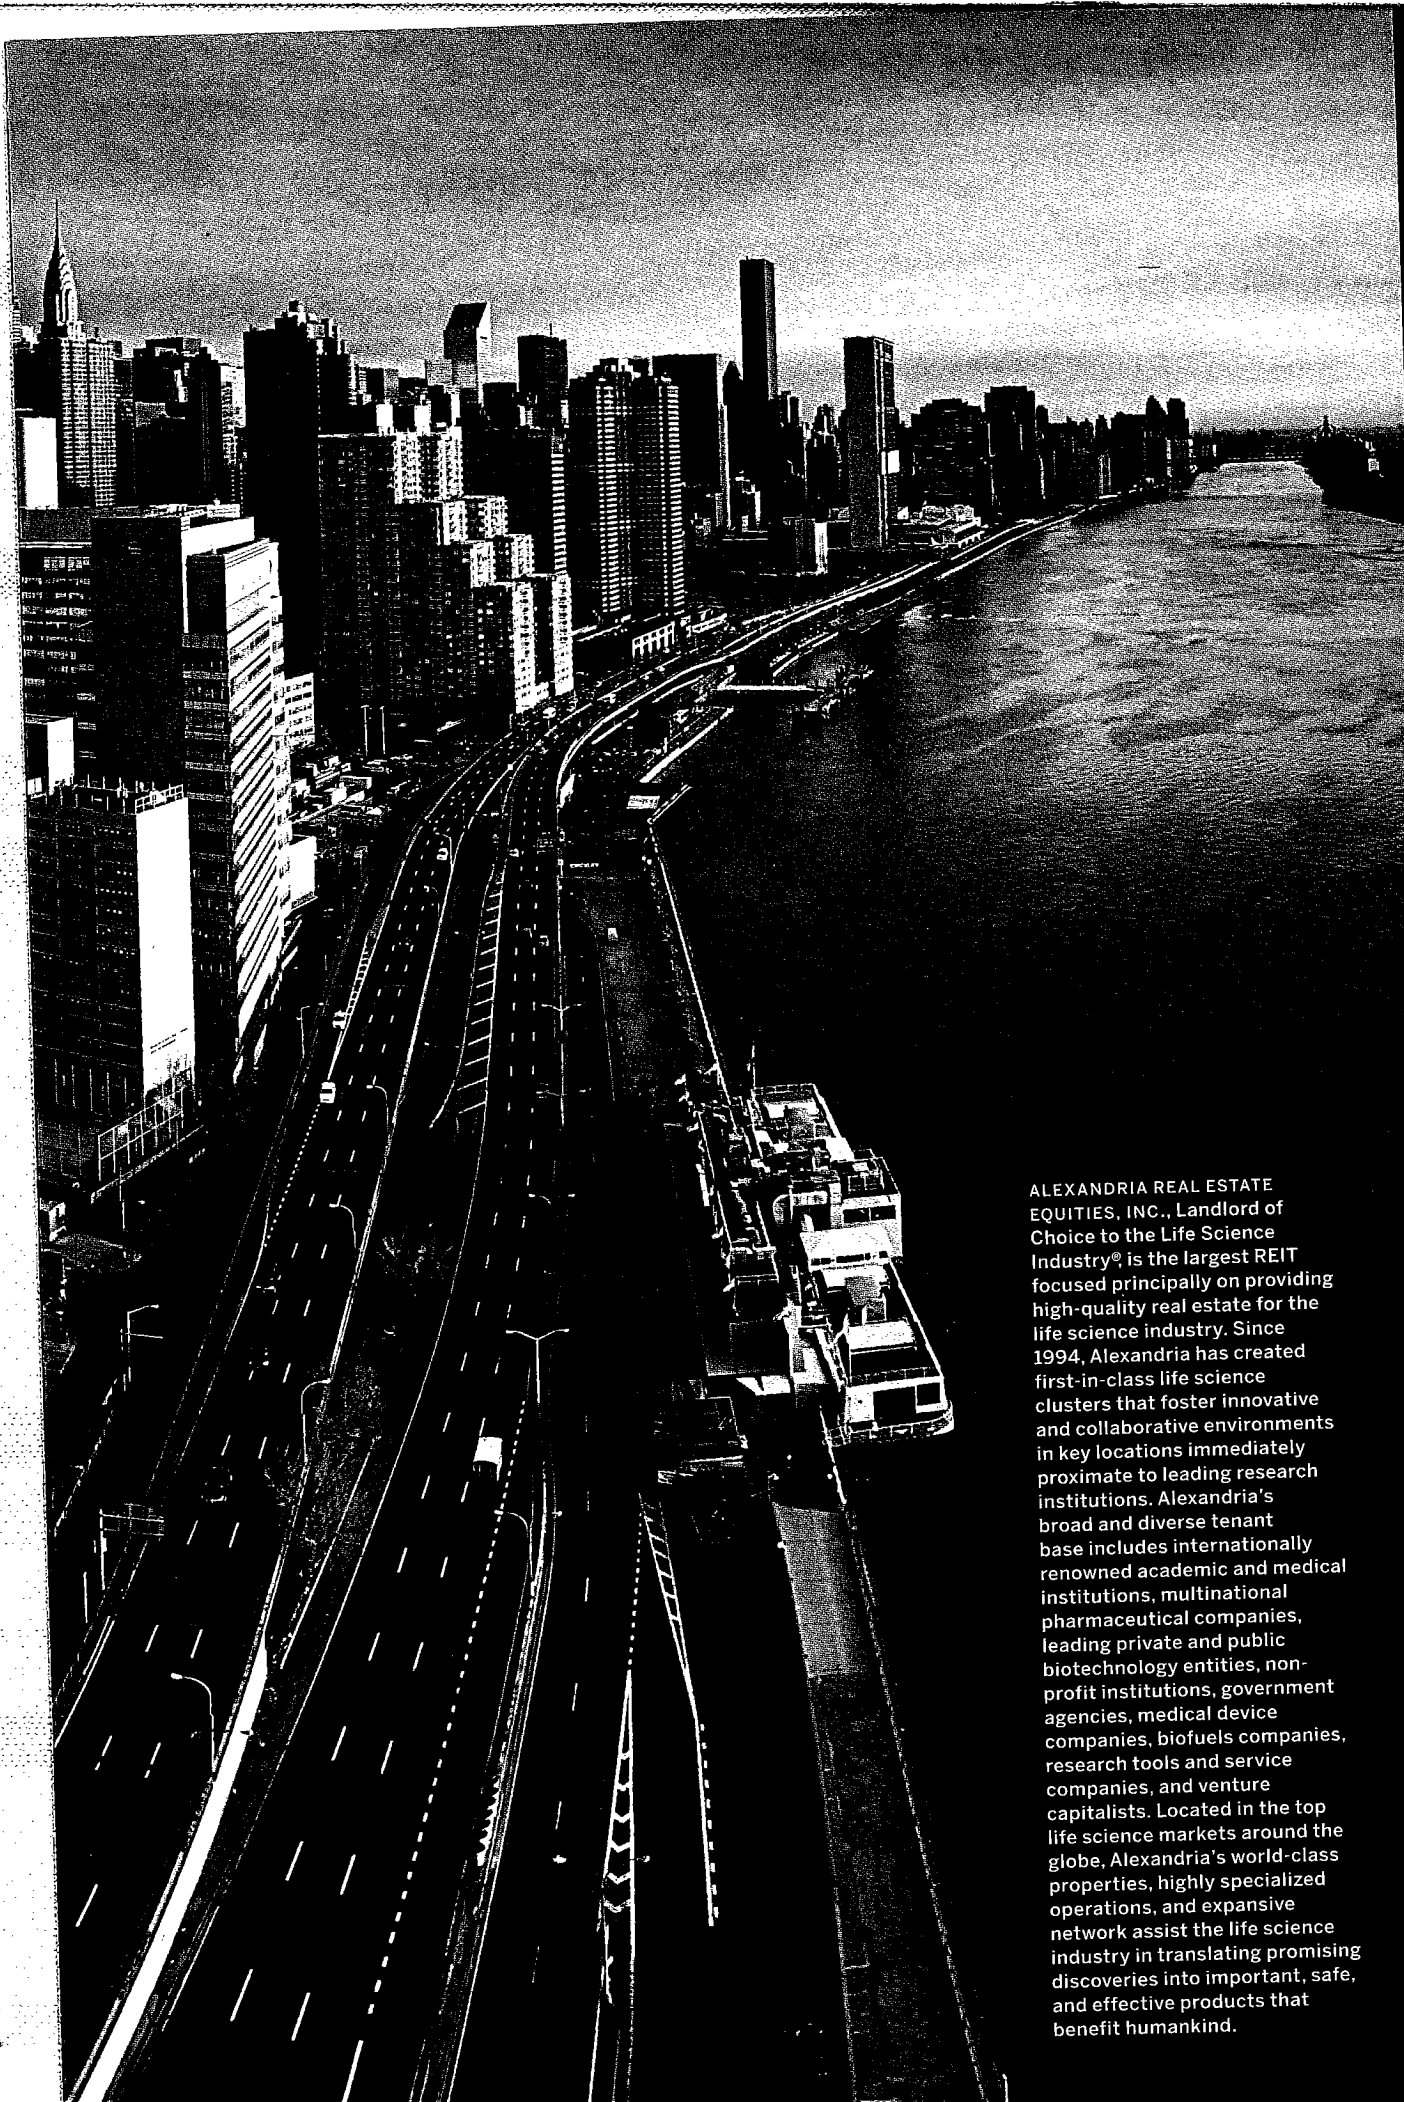 ALEXANDRIA REAL ESTATE
EQUITIES, INC., Landlord of
Choice to the Life Science
Industry®, is the largest REIT
focused principally on providing
high-quality real estate for the
life science industry. Since
1994, Alexandria has created
first-in-class life science
clusters that foster innovative
and collaborative environments
in key locations immediately
proximate to leading research
institutions. Alexandria's
broad and diverse tenant
base includes internationally
renowned academic and medical
institutions, multinational
pharmaceutical companies,
leading private and public
biotechnology entities, non-
profit institutions, government
agencies, medical device
companies, biofuels companies,
research tools and service
companies, and venture
capitalists. Located in the top
life science markets around the
globe, Alexandria's world-class
properties, highly specialized
operations, and expansive
network assist the life science
industry in translating promising
discoveries into important, safe,
and effective products that
benefit humankind.